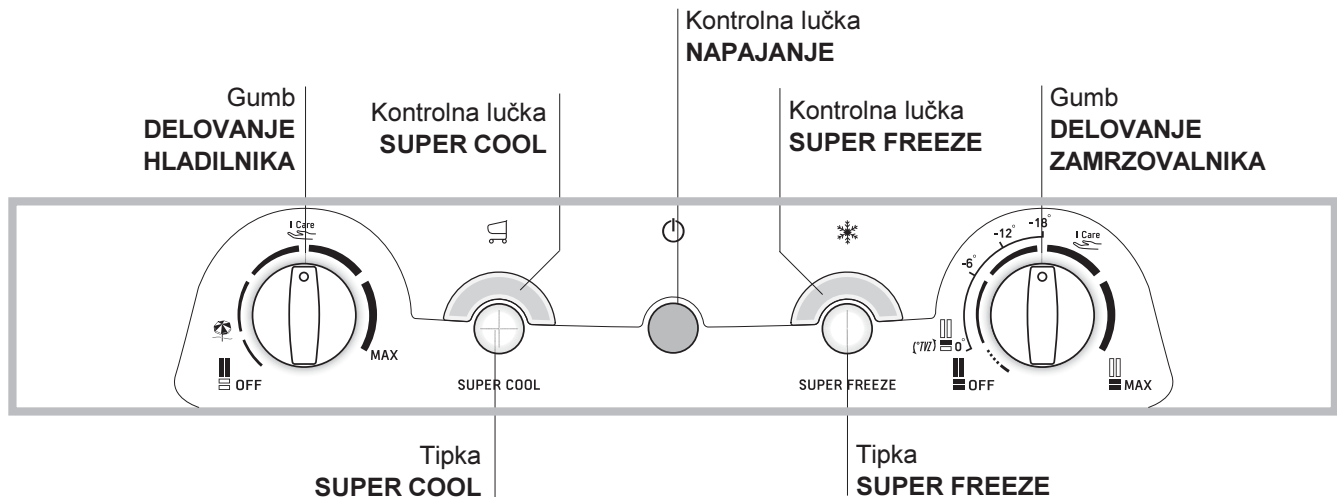 Kontrolna lučka
NAPAJANJE
Gumb
DELOVANJE
HLADILNIKA
Kontrolna lučka
SUPER COOL
Kontrolna lučka
SUPER FREEZE
Gumb
DELOVANJE
ZAMRZOVALNIKA
I Care
MAX
OFF
SUPER COOL
SUPER FREEZE
-18°
-12°
-6°
0°
I Care
OFF
MAX
Tipka
SUPER COOL
Tipka
SUPER FREEZE